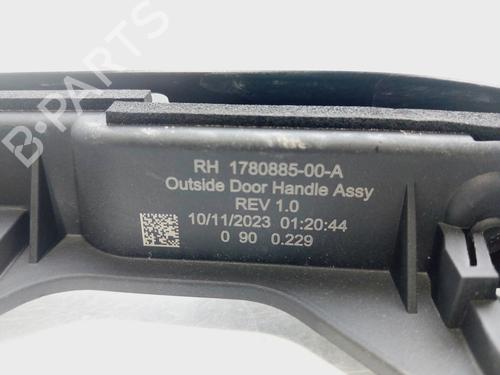 RH 1780885-00-A
Outside Door Handle Assy
REV 1.0
10/11/2023 01:20:44
0 90 0.229
B-PARTS